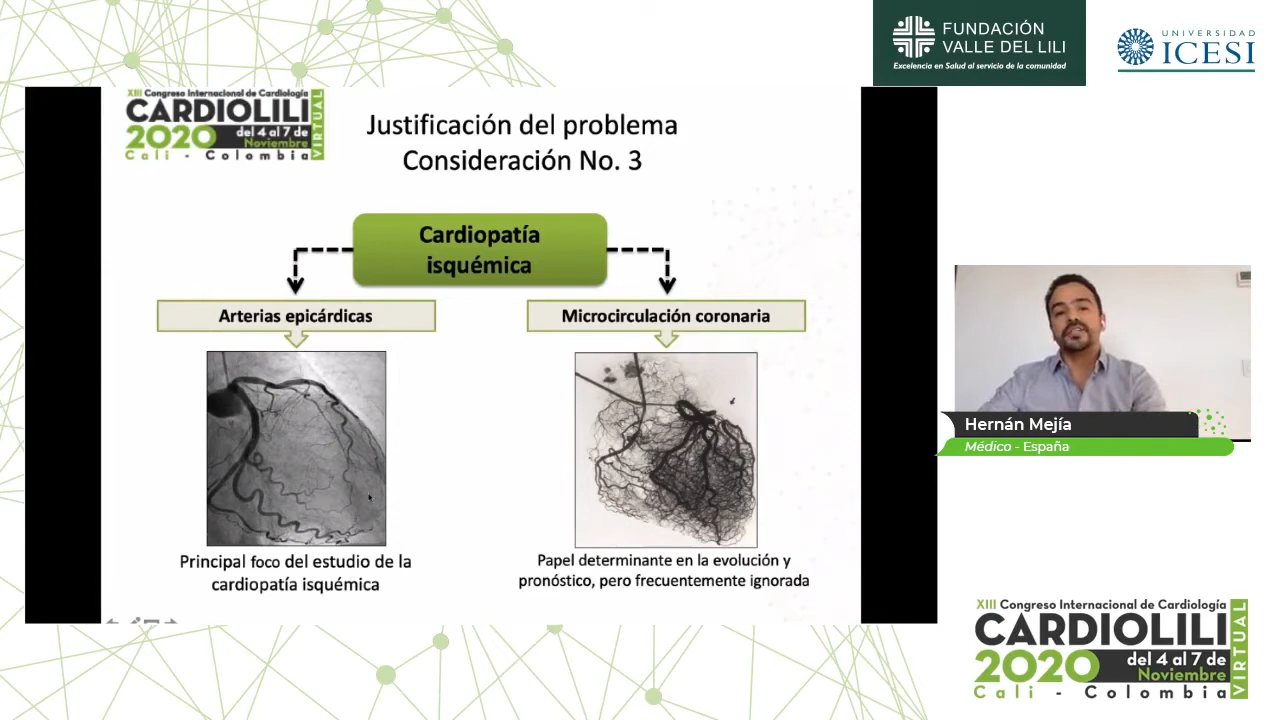 FUNDACIÓN
VALLE DEL LILI
Excelencia en Salud al servicio de la comunidad
UNIVERSIDAD
ICESI
XIII Congreso Internacional de Cardiología
CARDIOLILI
2020 del 4 al 7 de
Noviembre
Cali - Colombia
VIRTUAL
Justificación del problema
Consideración No. 3
Cardiopatía
isquémica
Arterias epicárdicas
Microcirculación coronaria
Principal foco del estudio de la
cardiopatía isquémica
Papel determinante en la evolución y
pronóstico, pero frecuentemente ignorada
Hernán Mejía
Médico - España
XIII Congreso Internacional de Cardiología
CARDIOLILI
2020 del 4 al 7 de
Noviembre
Cali - Colombia
VIRTUAL